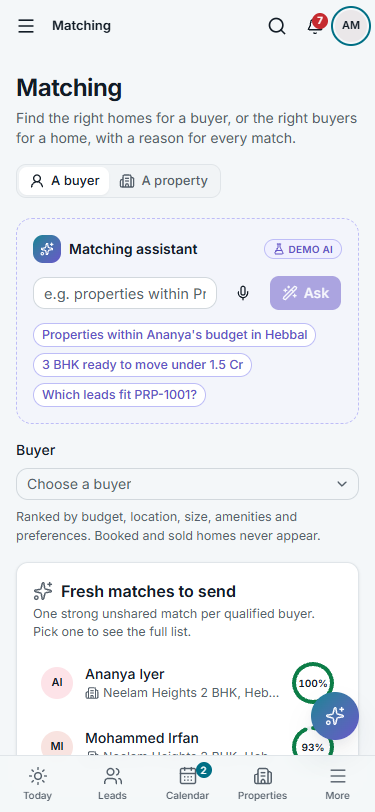 Matching
7
AM
Matching
Find the right homes for a buyer, or the right buyers
for a home, with a reason for every match.
A buyer
A property
Matching assistant
DEMO AI
e.g. properties within Pr
Ask
Properties within Ananya's budget in Hebbal
3 BHK ready to move under 1.5 Cr
Which leads fit PRP-1001?
Buyer
Choose a buyer
Ranked by budget, location, size, amenities and
preferences. Booked and sold homes never appear.
Fresh matches to send
One strong unshared match per qualified buyer.
Pick one to see the full list.
AI
Ananya Iyer
Neelam Heights 2 BHK, Heb...
100%
MI
Mohammed Irfan
Neelam Heights 2 BHK, Heb...
93%
2
Today
Leads
Calendar
Properties
More